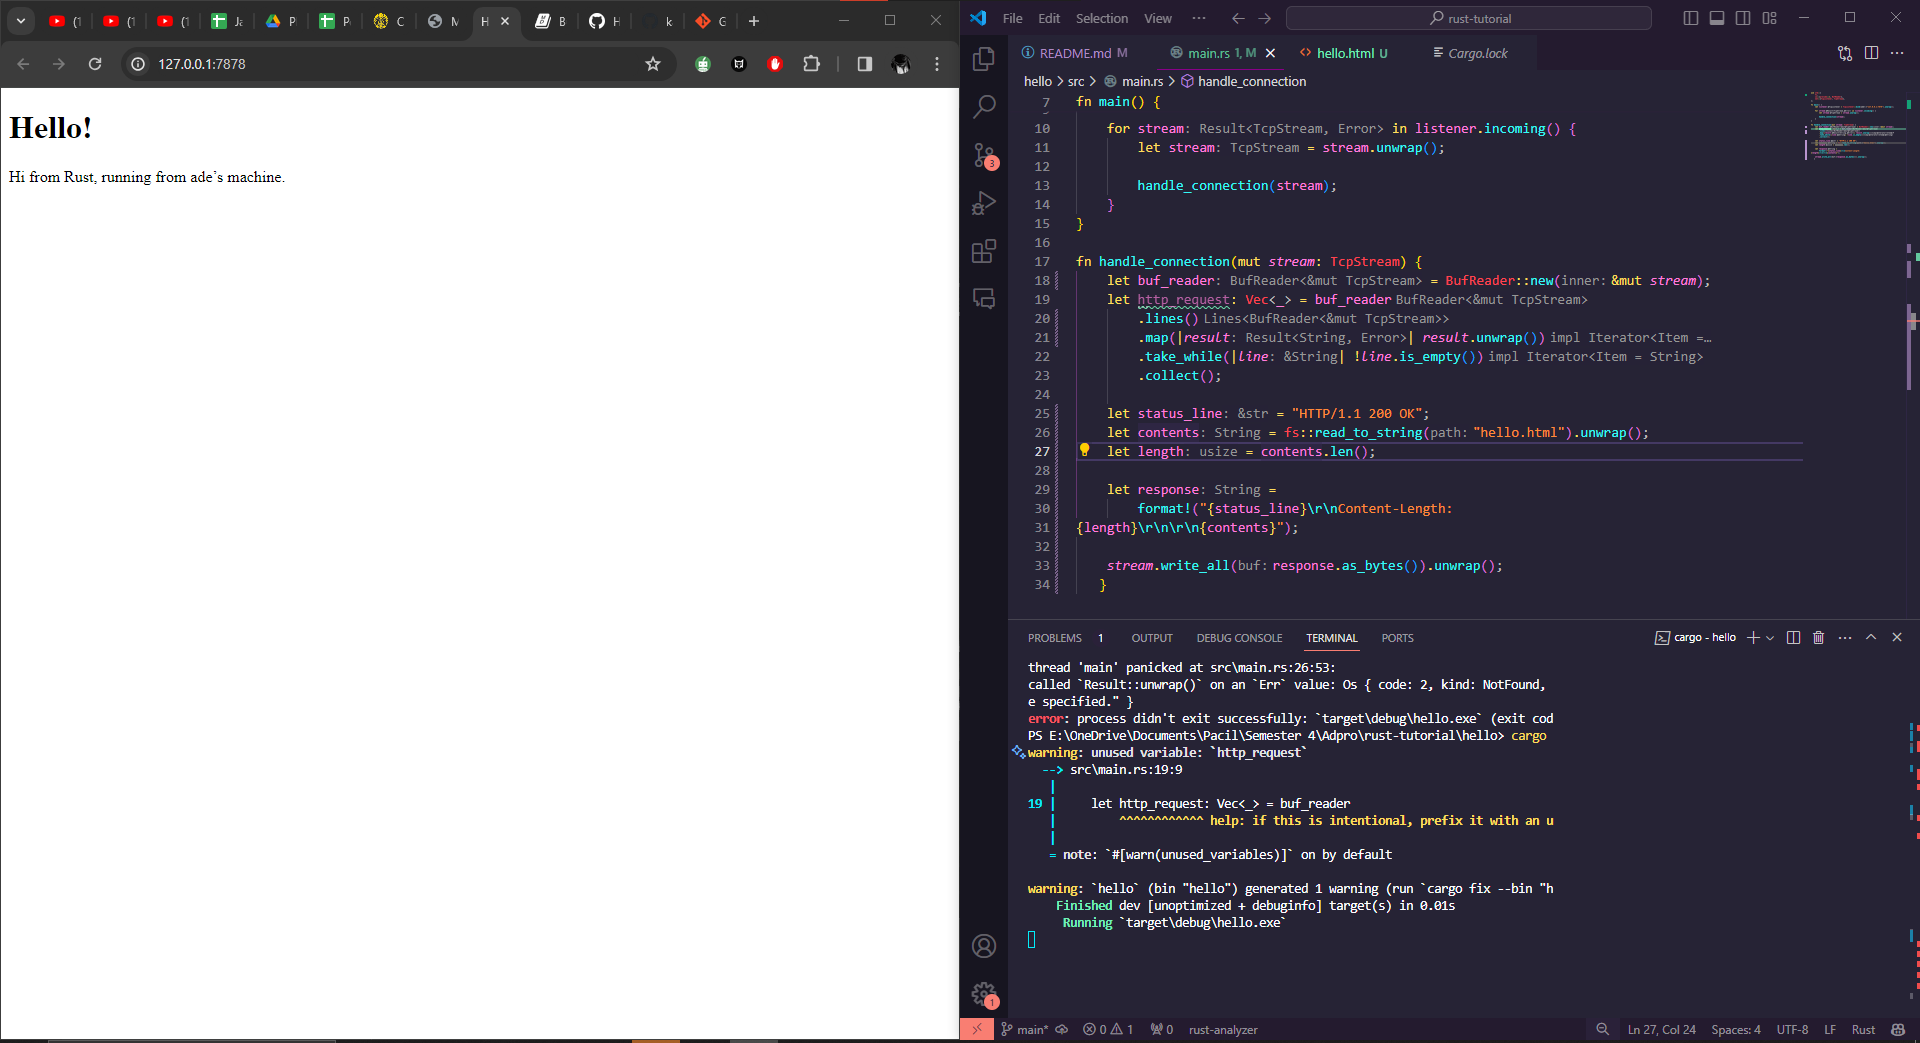 (1
(1
(1
Ja
P
P
C
M
H
B
H
k
G
127.0.0.1:7878
Hello!
Hi from Rust, running from ade's machine.
File Edit Selection View ···
rust-tutorial
README.md M
main.rs 1, M
hello.html U
Cargo.lock
hello > src > main.rs > handle_connection
7 fn main() {
10 for stream: Result<TcpStream, Error> in listener.incoming() {
11 let stream: TcpStream = stream.unwrap();
12
13 handle_connection(stream);
14 }
15 }
16
17 fn handle_connection(mut stream: TcpStream) {
18 let buf_reader: BufReader<&mut TcpStream> = BufReader::new(inner: &mut stream);
19 let http_request: Vec<_> = buf_reader BufReader<&mut TcpStream>
20 .lines() Lines<BufReader<&mut TcpStream>>
21 .map(|result: Result<String, Error>| result.unwrap()) impl Iterator<Item =…
22 .take_while(|line: &String| !line.is_empty()) impl Iterator<Item = String>
23 .collect();
24
25 let status_line: &str = "HTTP/1.1 200 OK";
26 let contents: String = fs::read_to_string(path: "hello.html").unwrap();
27 let length: usize = contents.len();
28
29 let response: String =
30 format!("{status_line}\r\nContent-Length:
31 {length}\r\n\r\n{contents}");
32
33 stream.write_all(buf: response.as_bytes()).unwrap();
34 }
PROBLEMS 1 OUTPUT DEBUG CONSOLE TERMINAL PORTS
cargo - hello
thread 'main' panicked at src\main.rs:26:53:
called `Result::unwrap()` on an `Err` value: Os { code: 2, kind: NotFound,
e specified." }
error: process didn't exit successfully: `target\debug\hello.exe` (exit cod
PS E:\OneDrive\Documents\Pacil\Semester 4\Adpro\rust-tutorial\hello> cargo
warning: unused variable: `http_request`
--> src\main.rs:19:9
|
19 | let http_request: Vec<_> = buf_reader
| ^^^^^^^^^^^^ help: if this is intentional, prefix it with an u
|
= note: `#[warn(unused_variables)]` on by default
warning: `hello` (bin "hello") generated 1 warning (run `cargo fix --bin "h
Finished dev [unoptimized + debuginfo] target(s) in 0.01s
Running `target\debug\hello.exe`
3
1
main* 0 1 0 rust-analyzer
Ln 27, Col 24 Spaces: 4 UTF-8 LF Rust